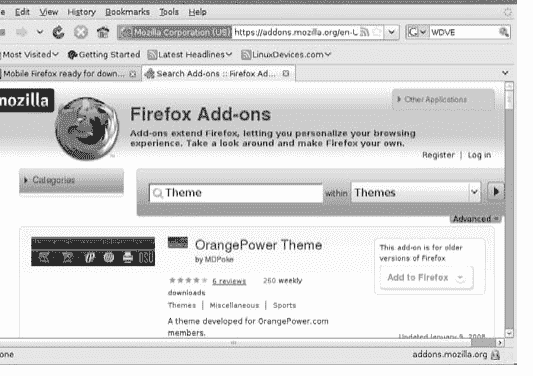 e Edit View History Bookmarks Tools Help
Mozilla Corporation (US) https://addons.mozilla.org/en-U WDVE
Most Visited Getting Started Latest Headlines LinuxDevices.com
Mobile Firefox ready for down... Search Add-ons :: Firefox Ad...
mozilla
Other Applications
Firefox Add-ons
Add-ons extend Firefox, letting you personalize your browsing
experience. Take a look around and make Firefox your own.
Register | Log in
Categories
Theme within Themes
Advanced
OrangePower Theme
by MDPoke
This add-on is for older
versions of Firefox
Add to Firefox
6 reviews 260 weekly
downloads
Themes | Miscellaneous | Sports
A theme developed for OrangePower.com
members.
Updated January 5, 2008
one addons.mozilla.org